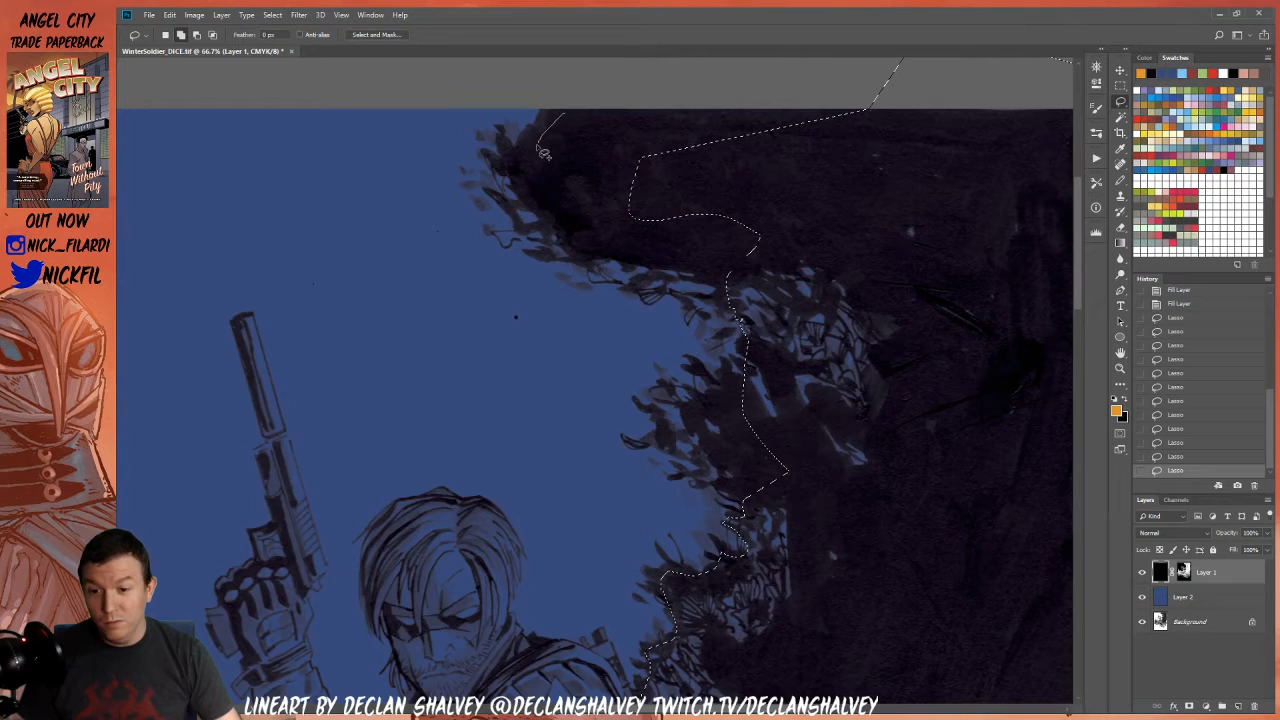 ANGEL CITY
TRADE PAPERBACK
ANGEL CITY
Town Without Pity
OUT NOW
NICK_FILARDI
NICKFIL
File Edit Image Layer Type Select Filter 3D View Window Help
Feather: 0 px Anti-alias Select and Mask...
WinterSoldier_DICE.tif @ 66.7% (Layer 1, CMYK/8) *
Color Swatches
History
Fill Layer
Fill Layer
Lasso
Lasso
Lasso
Lasso
Lasso
Lasso
Lasso
Lasso
Lasso
Lasso
Lasso
Lasso
Layers Channels
Kind
Normal Opacity: 100%
Lock: Fill: 100%
Layer 1
Layer 2
Background
LINEART BY DECLAN SHALVEY @DECLANSHALVEY TWITCH.TV/DECLANSHALVEY